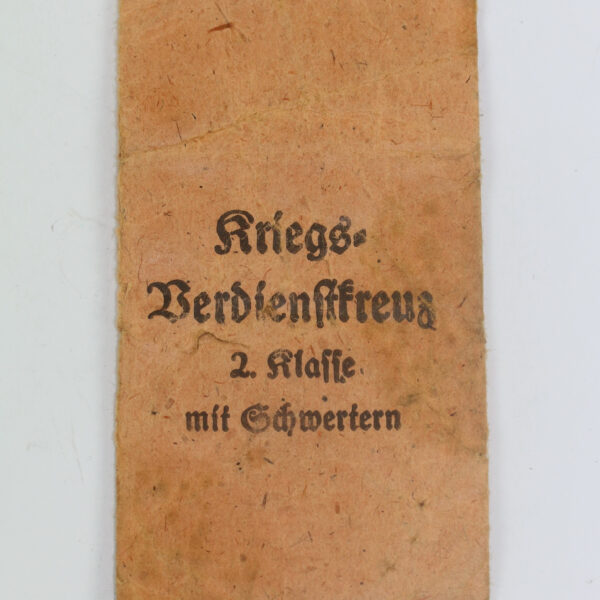 Kriegs-
Verdienstkreuz
2. Klasse
mit Schwertern